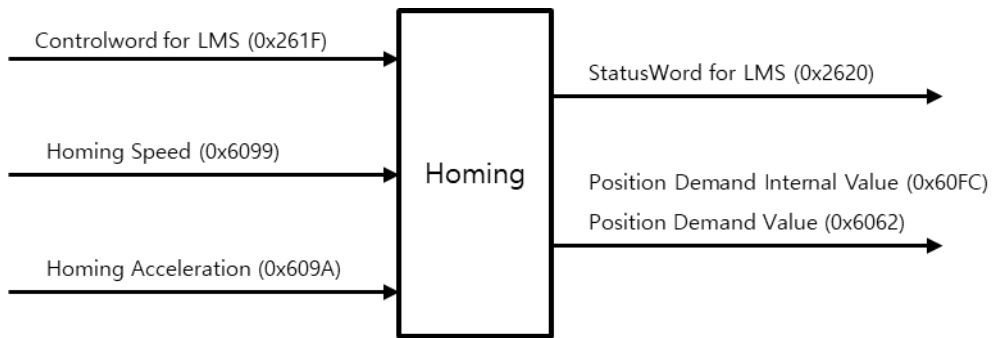 Controlword for LMS (0x261F)
Homing Speed (0x6099)
Homing Acceleration (0x609A)
Homing
StatusWord for LMS (0x2620)
Position Demand Internal Value (0x60FC)
Position Demand Value (0x6062)